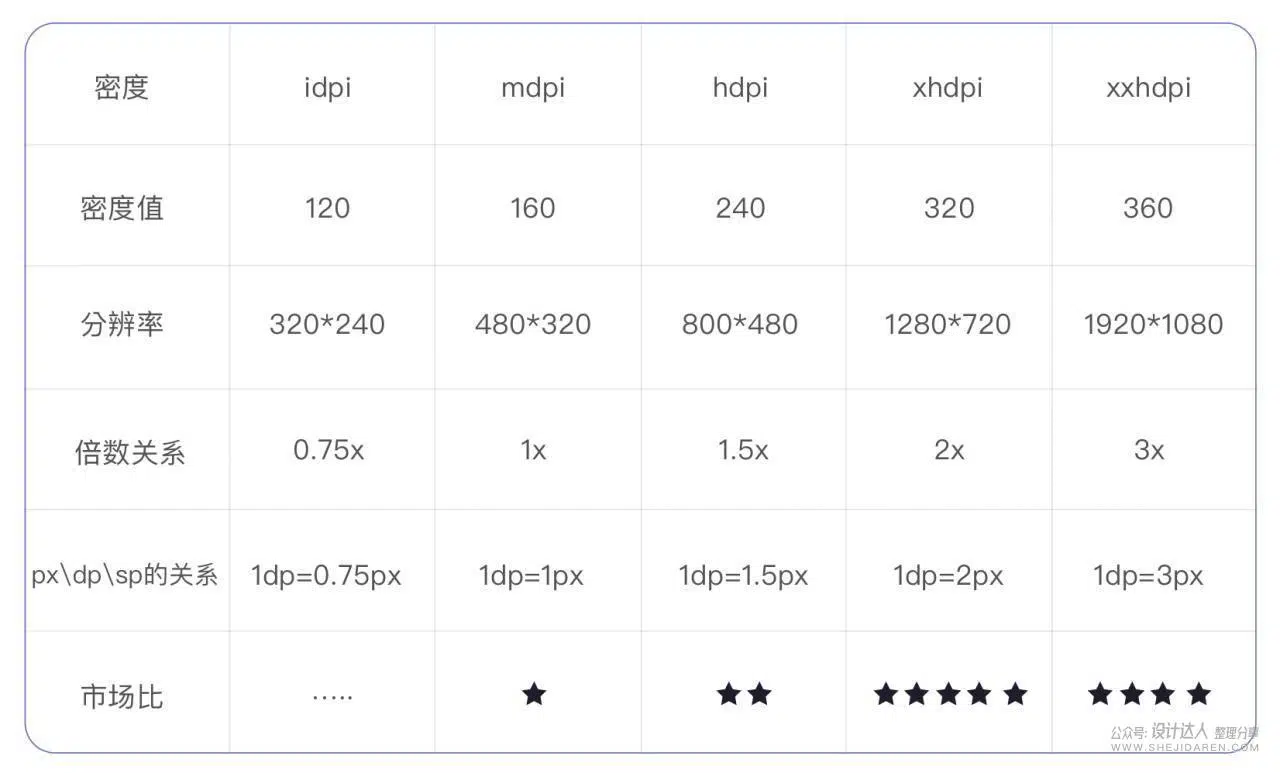 密度 idpi mdpi hdpi xhdpi xxhdpi
密度值 120 160 240 320 360
分辨率 320*240 480*320 800*480 1280*720 1920*1080
倍数关系 0.75x 1x 1.5x 2x 3x
px\dp\sp的关系 1dp=0.75px 1dp=1px 1dp=1.5px 1dp=2px 1dp=3px
市场比 ····· ★ ★★ ★★★★★ ★★★★
公众号: 设计达人 整理分享
WWW.SHEJIDAREN.COM